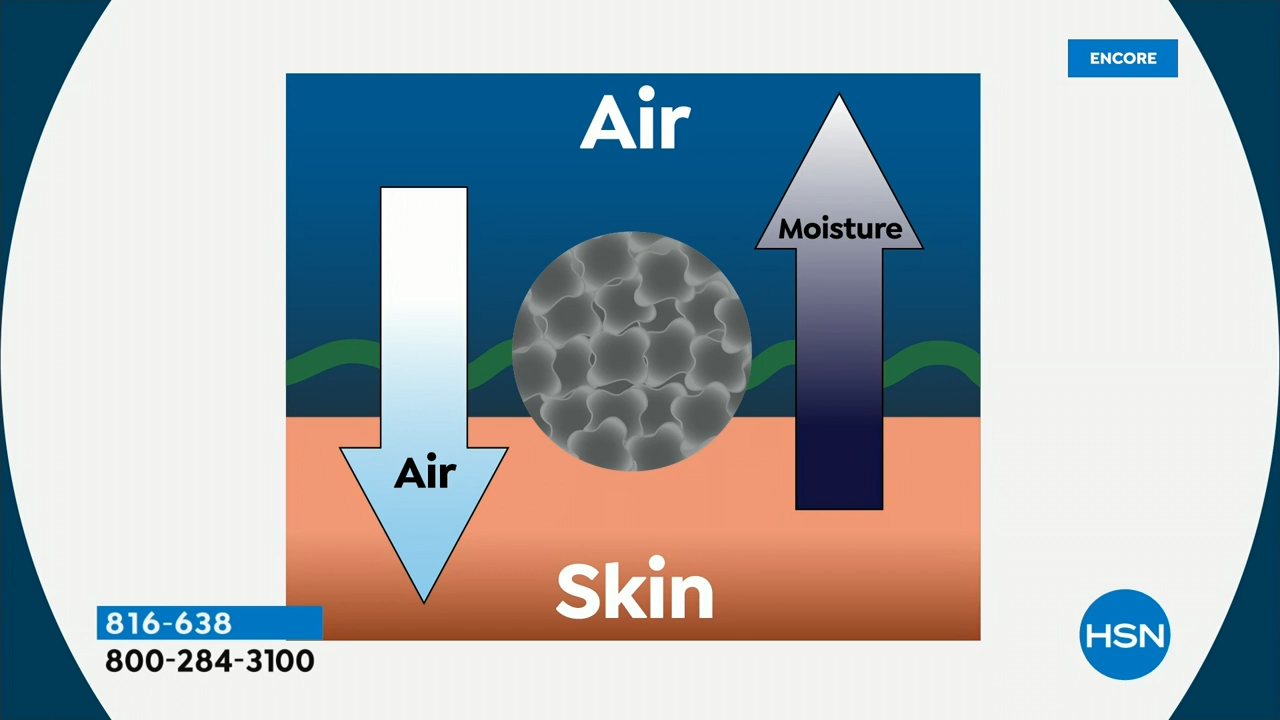 ENCORE
Air
Moisture
Air
Skin
816-638
800-284-3100
HSN